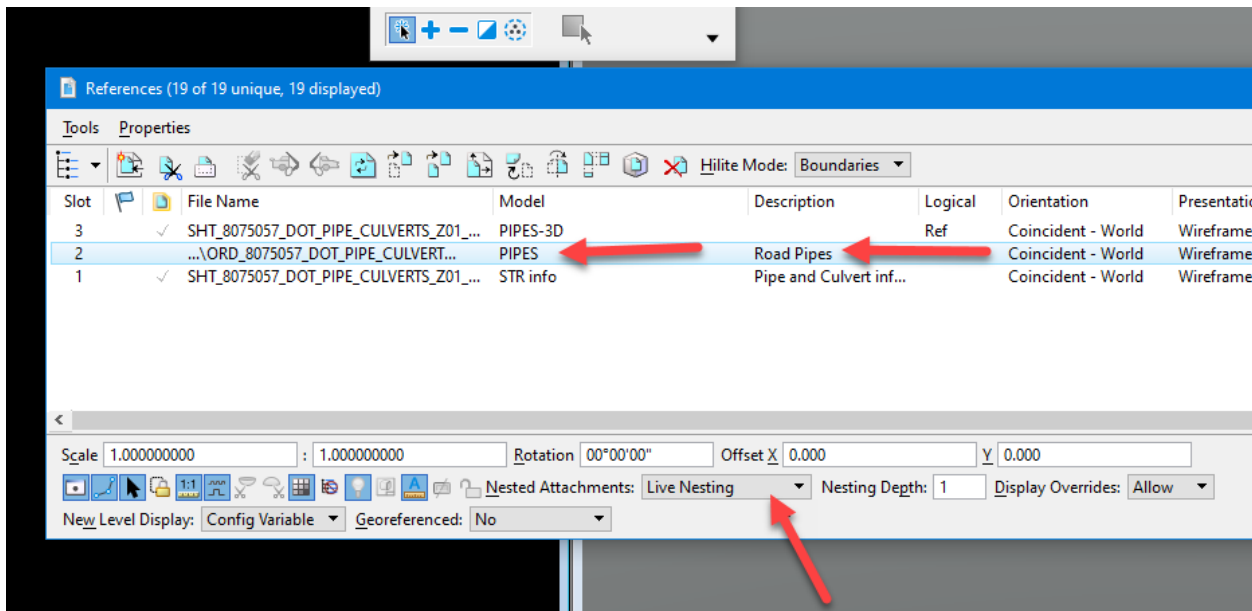 References (19 of 19 unique, 19 displayed)
Tools Properties
Hilite Mode: Boundaries
Slot File Name Model Description Logical Orientation Presentatio
3 SHT_8075057_DOT_PIPE_CULVERTS_Z01_... PIPES-3D Ref Coincident - World Wireframe
2 ...\ORD_8075057_DOT_PIPE_CULVERT... PIPES Road Pipes Coincident - World Wireframe
1 SHT_8075057_DOT_PIPE_CULVERTS_Z01_... STR info Pipe and Culvert inf... Coincident - World Wireframe
Scale 1.000000000 : 1.000000000 Rotation 00°00'00" Offset X 0.000 Y 0.000
1:1 A Nested Attachments: Live Nesting Nesting Depth: 1 Display Overrides: Allow
New Level Display: Config Variable Georeferenced: No